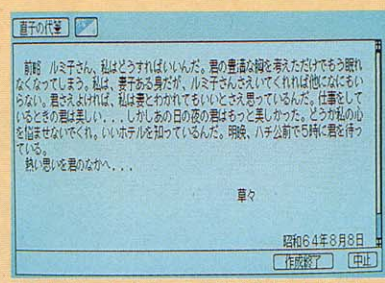 直子の代筆
前略　ルミ子さん、私はどうすればいいんだ。君の豊満な胸を考えただけでもう眠れ
なくなってしまう。私は、妻子ある身だが、ルミ子さんさえいてくれれば他になにもい
らない。君さえよければ、私は妻とわかれてもいいとさえ思っているんだ。仕事をして
いるときの君は美しい...しかしあの日の夜の君はもっと美しかった。どうか私の心
を悩ませないでくれ。いいホテルを知っているんだ。明晩、ハチ公前で5時に君を待っ
ている。
熱い思いを君のなかへ...
草々
昭和64年8月8日
作成終了　中止